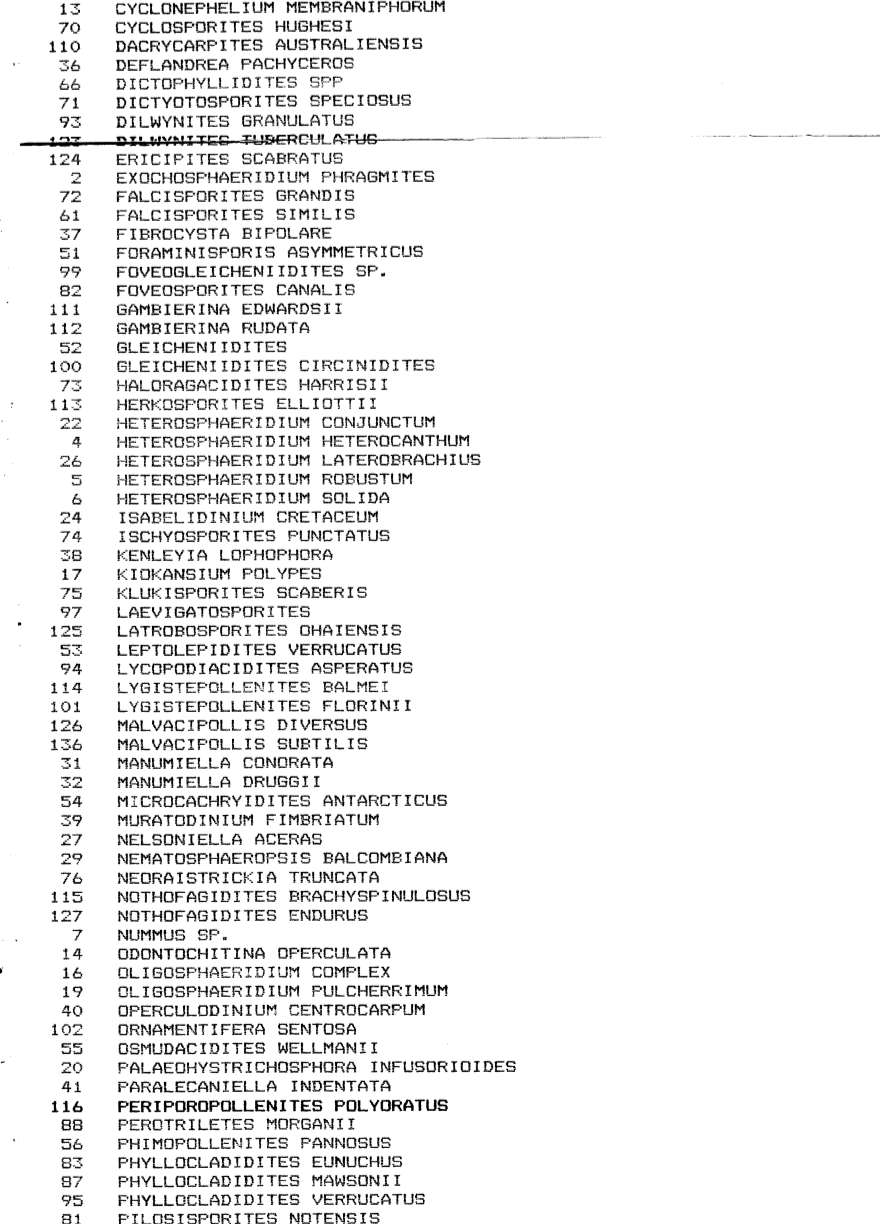 13 CYCLONEPHELIUM MEMBRANIPHORUM
70 CYCLOSPORITES HUGHESI
110 DACRYCARPITES AUSTRALIENSIS
36 DEFLANDREA PACHYCEROS
66 DICTOPHYLLIDITES SPP
71 DICTYOTOSPORITES SPECIOSUS
93 DILWYNITES GRANULATUS
123 DILWYNITES TUBERCULATUS
124 ERICIPITES SCABRATUS
2 EXOCHOSPHAERIDIUM PHRAGMITES
72 FALCISPORITES GRANDIS
61 FALCISPORITES SIMILIS
37 FIBROCYSTA BIPOLARE
51 FORAMINISPORIS ASYMMETRICUS
99 FOVEOGLEICHENIIDITES SP.
82 FOVEOSPORITES CANALIS
111 GAMBIERINA EDWARDSII
112 GAMBIERINA RUDATA
52 GLEICHENIIDITES
100 GLEICHENIIDITES CIRCINIDITES
73 HALORAGACIDITES HARRISII
113 HERKOSPORITES ELLIOTTII
22 HETEROSPHAERIDIUM CONJUNCTUM
4 HETEROSPHAERIDIUM HETEROCANTHUM
26 HETEROSPHAERIDIUM LATEROBRACHIUS
5 HETEROSPHAERIDIUM ROBUSTUM
6 HETEROSPHAERIDIUM SOLIDA
24 ISABELIDINIUM CRETACEUM
74 ISCHYOSPORITES PUNCTATUS
38 KENLEYIA LOPHOPHORA
17 KIOKANSIUM POLYPES
75 KLUKISPORITES SCABERIS
97 LAEVIGATOSPORITES
125 LATROBOSPORITES OHAIENSIS
53 LEPTOLEPIDITES VERRUCATUS
94 LYCOPODIACIDITES ASPERATUS
114 LYGISTEPOLLENITES BALMEI
101 LYGISTEPOLLENITES FLORINII
126 MALVACIPOLLIS DIVERSUS
136 MALVACIPOLLIS SUBTILIS
31 MANUMIELLA CONORATA
32 MANUMIELLA DRUGGII
54 MICROCACHRYIDITES ANTARCTICUS
39 MURATODINIUM FIMBRIATUM
27 NELSONIELLA ACERAS
29 NEMATOSPHAEROPSIS BALCOMBIANA
76 NEORAISTRICKIA TRUNCATA
115 NOTHOFAGIDITES BRACHYSPINULOSUS
127 NOTHOFAGIDITES ENDURUS
7 NUMMUS SP.
14 ODONTOCHITINA OPERCULATA
16 OLIGOSPHAERIDIUM COMPLEX
19 OLIGOSPHAERIDIUM PULCHERRIMUM
40 OPERCULODINIUM CENTROCARPUM
102 ORNAMENTIFERA SENTOSA
55 OSMUDACIDITES WELLMANII
20 PALAEOHYSTRICHOSPHORA INFUSORIOIDES
41 PARALECANIELLA INDENTATA
116 PERIPOROPOLLENITES POLYORATUS
88 PEROTRILETES MORGANII
56 PHIMOPOLLENITES PANNOSUS
83 PHYLLOCLADIDITES EUNUCHUS
87 PHYLLOCLADIDITES MAWSONII
95 PHYLLOCLADIDITES VERRUCATUS
81 PILOSISPORITES NOTENSIS